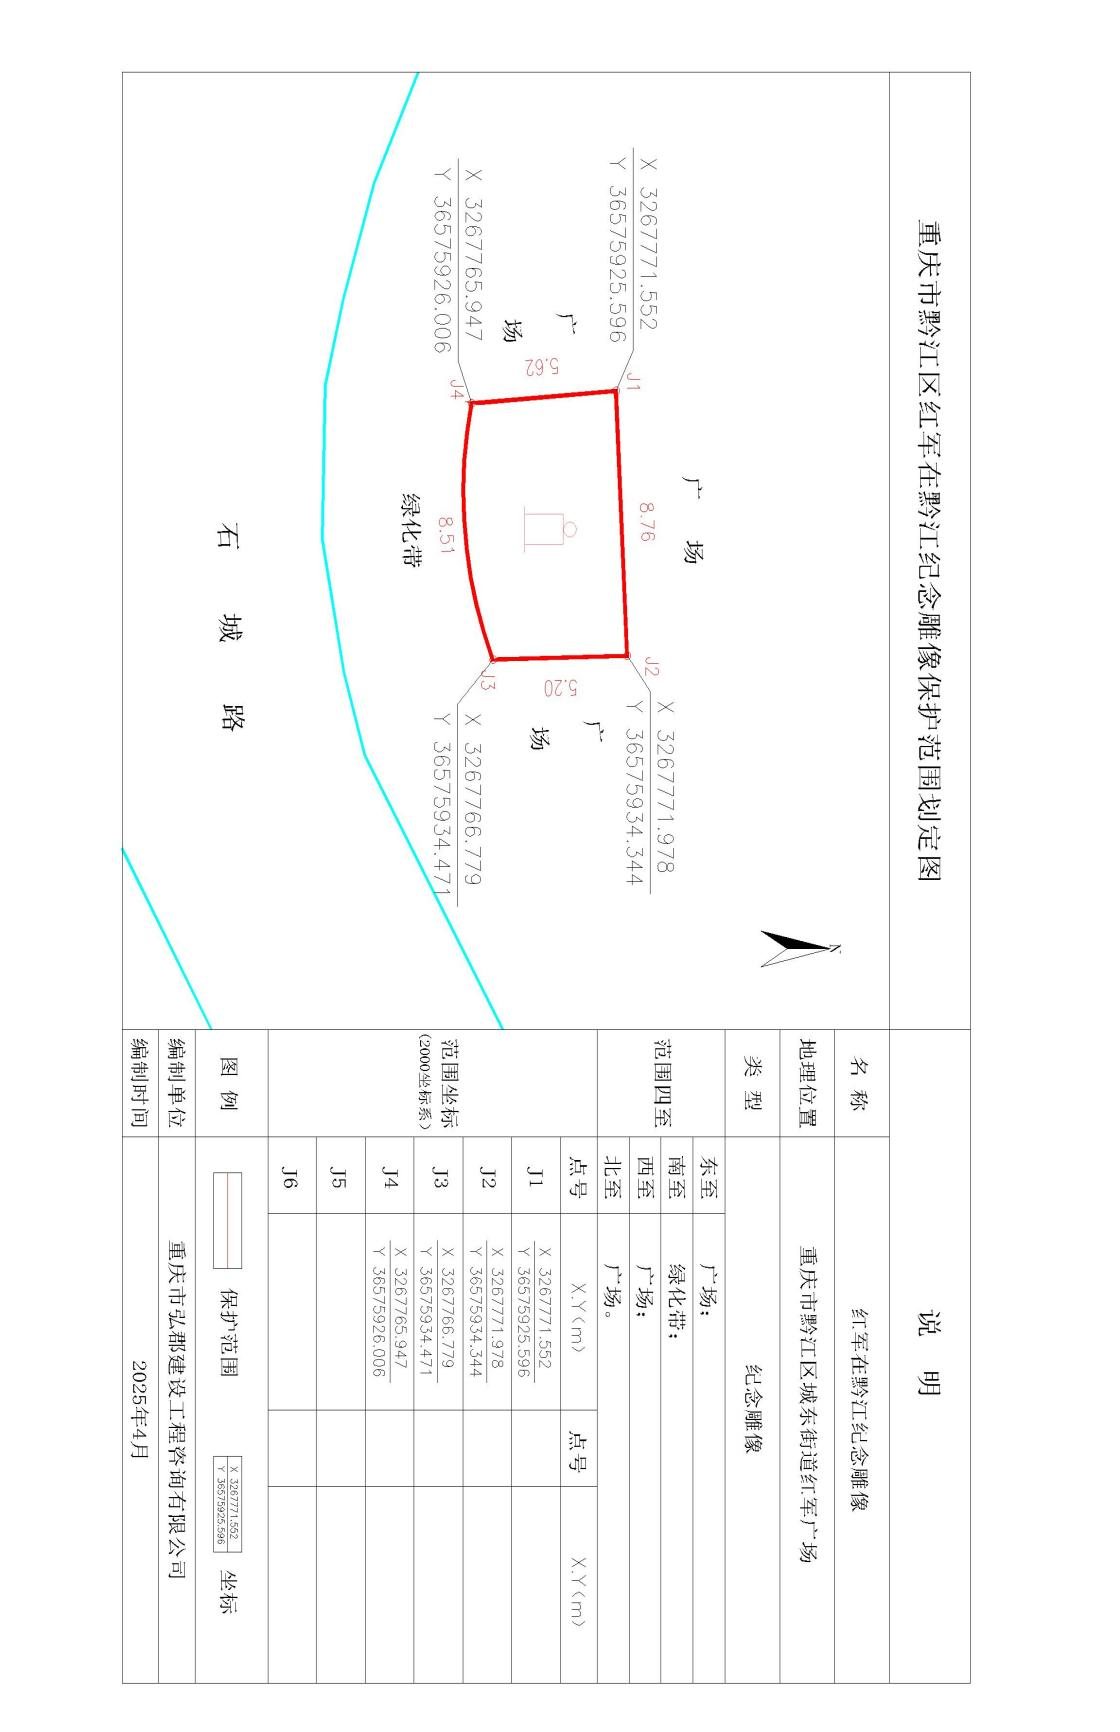 重庆市黔江区红军在黔江纪念雕像保护范围划定图
N
X 3267771.552
Y 36575925.596
J1
X 3267771.978
Y 36575934.344
J2
广 场
8.76
广
场
5.62
广
场
5.20
X 3267765.947
Y 36575926.006
J4
X 3267766.779
Y 36575934.471
J3
8.51
绿化带
石 城 路
说 明
名 称 红军在黔江纪念雕像
地理位置 重庆市黔江区城东街道红军广场
类 型 纪念雕像
范围四至
东至 广场；
南至 绿化带；
西至 广场；
北至 广场。
范围坐标
(2000坐标系)
点号 X.Y(m) 点号 X.Y(m)
J1
X 3267771.552
Y 36575925.596
J2
X 3267771.978
Y 36575934.344
J3
X 3267766.779
Y 36575934.471
J4
X 3267765.947
Y 36575926.006
J5
J6
图 例
保护范围
X 3267771.552
Y 36575925.596
坐标
编制单位 重庆市弘郡建设工程咨询有限公司
编制时间 2025年4月